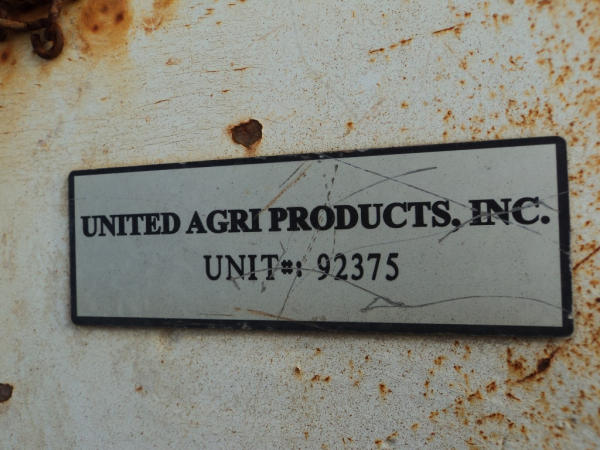 UNITED AGRI PRODUCTS, INC.
UNIT#: 92375